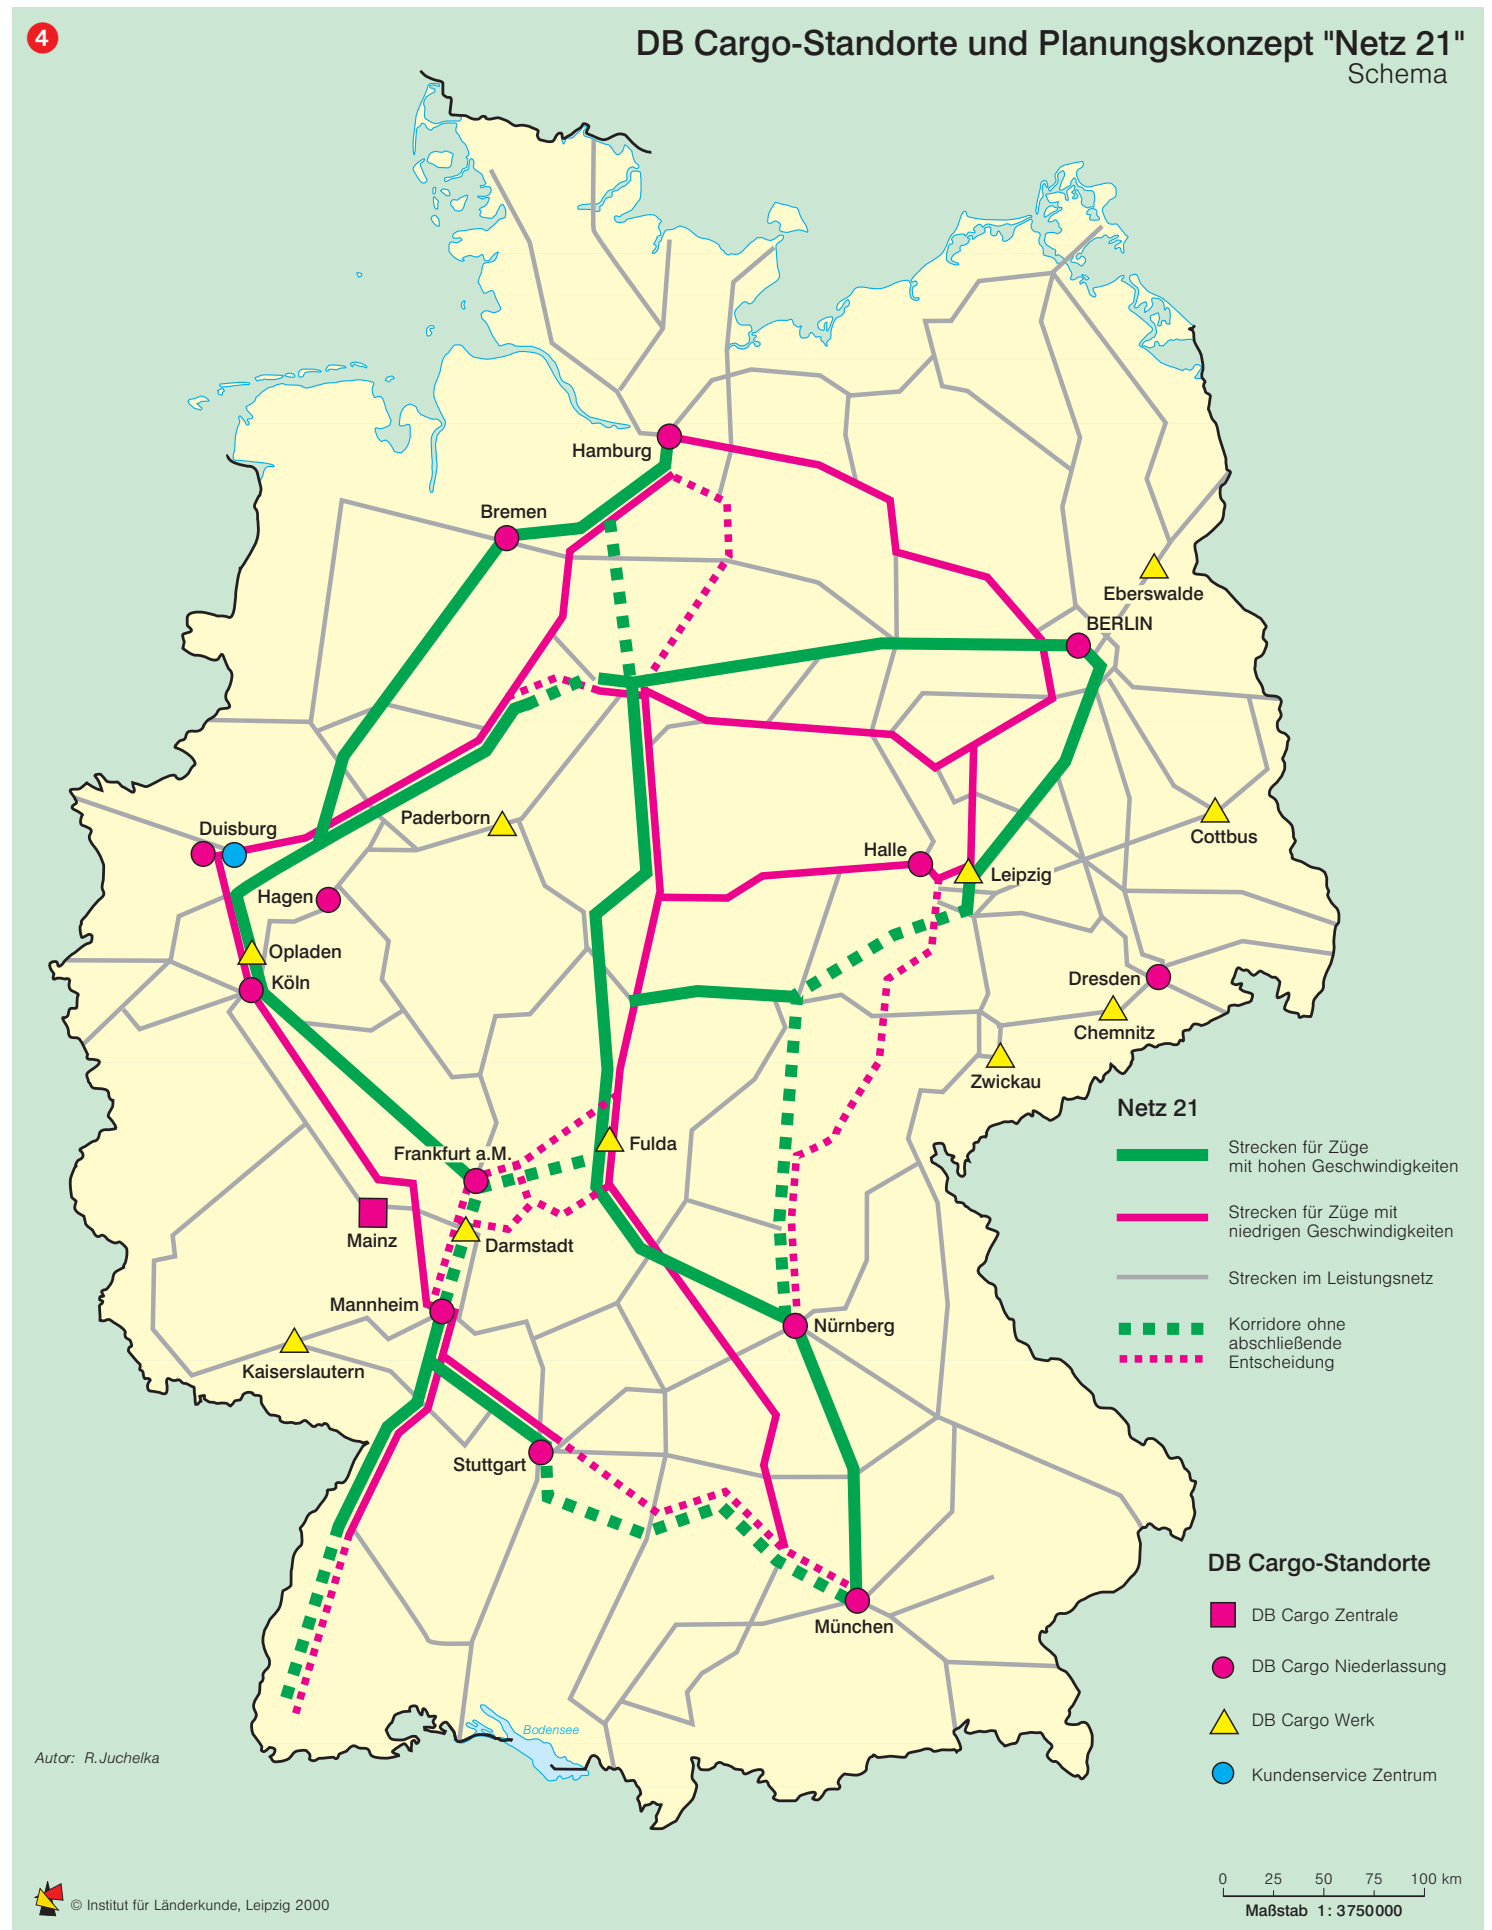 4
DB Cargo-Standorte und Planungskonzept "Netz 21"
Schema
Hamburg
Bremen
Eberswalde
BERLIN
Paderborn
Duisburg
Cottbus
Halle
Leipzig
Hagen
Opladen
Köln
Dresden
Chemnitz
Zwickau
Frankfurt a.M.
Fulda
Mainz
Darmstadt
Mannheim
Nürnberg
Kaiserslautern
Stuttgart
München
Bodensee
Netz 21
Strecken für Züge
mit hohen Geschwindigkeiten
Strecken für Züge mit
niedrigen Geschwindigkeiten
Strecken im Leistungsnetz
Korridore ohne
abschließende
Entscheidung
DB Cargo-Standorte
DB Cargo Zentrale
DB Cargo Niederlassung
DB Cargo Werk
Kundenservice Zentrum
Autor: R.Juchelka
© Institut für Länderkunde, Leipzig 2000
0 25 50 75 100 km
Maßstab 1: 3750000